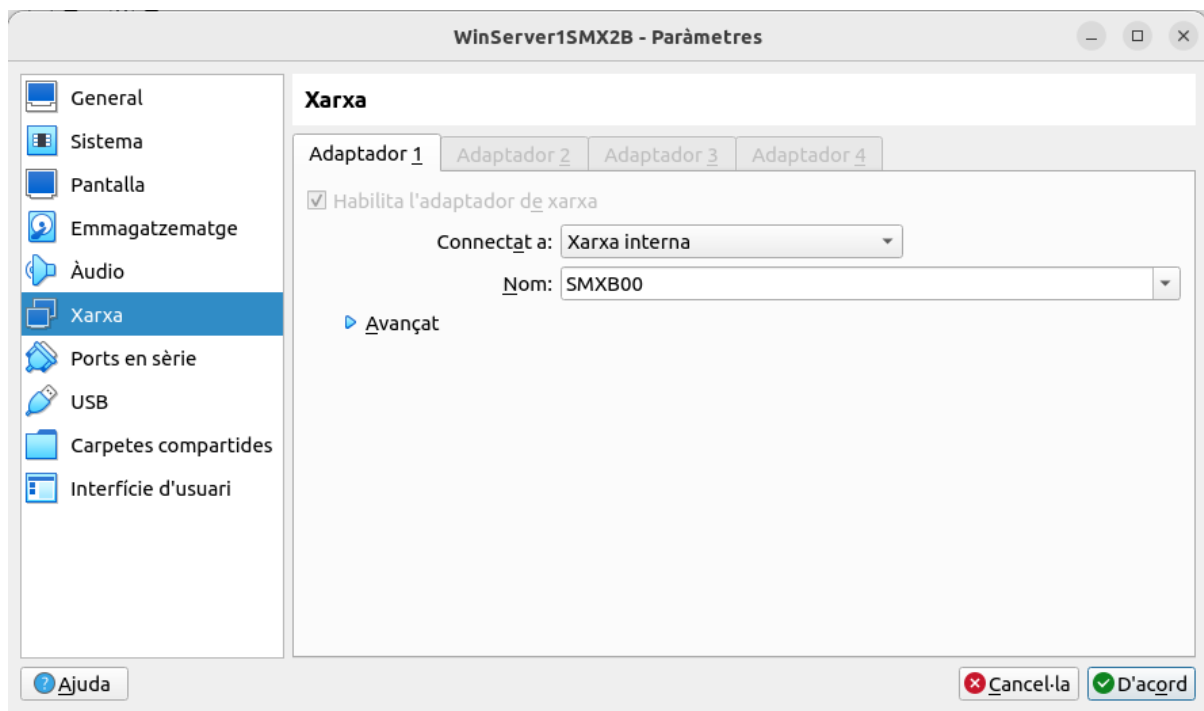 WinServer1SMX2B - Paràmetres
General
Sistema
Pantalla
Emmagatzematge
Àudio
Xarxa
Ports en sèrie
USB
Carpetes compartides
Interfície d'usuari
Xarxa
Adaptador 1 Adaptador 2 Adaptador 3 Adaptador 4
Habilita l'adaptador de xarxa
Connectat a: Xarxa interna
Nom: SMXB00
Avançat
Ajuda
Cancel·la D'acord